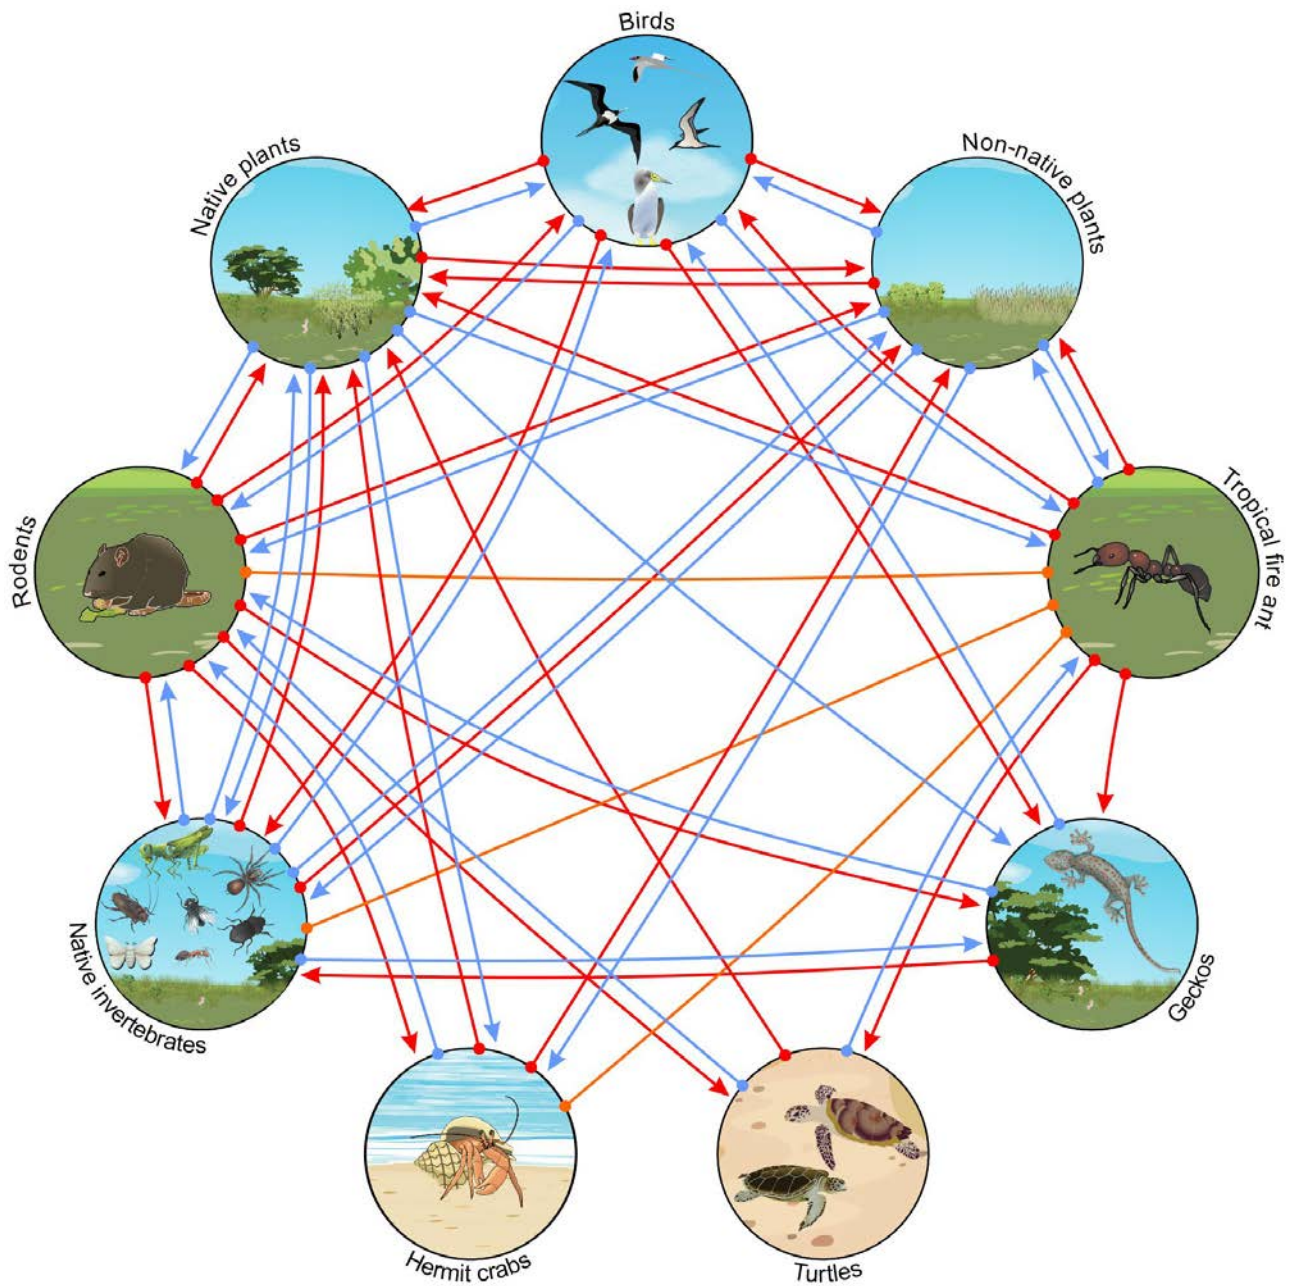 Birds
Native plants
Non-native plants
Rodents
Tropical fire ant
Native invertebrates
Geckos
Hermit crabs
Turtles